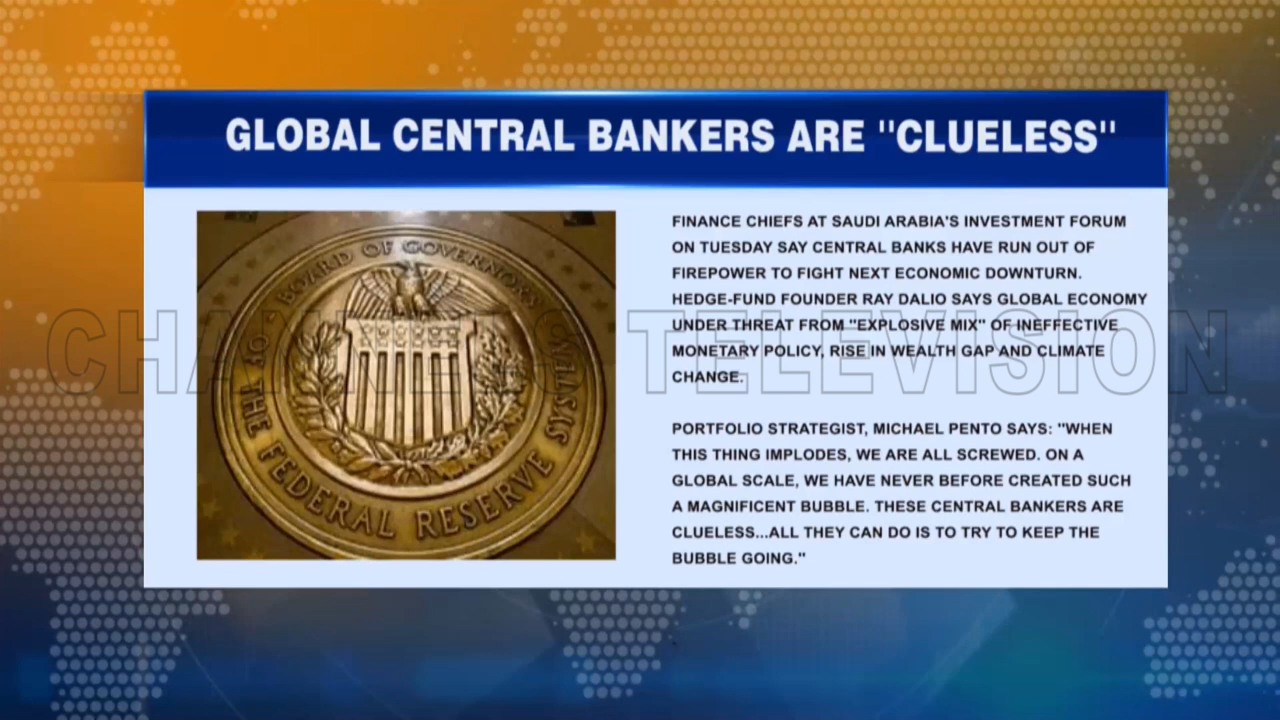 GLOBAL CENTRAL BANKERS ARE "CLUELESS"
BOARD OF GOVERNORS
OF THE FEDERAL RESERVE SYSTEM
FINANCE CHIEFS AT SAUDI ARABIA'S INVESTMENT FORUM
ON TUESDAY SAY CENTRAL BANKS HAVE RUN OUT OF
FIREPOWER TO FIGHT NEXT ECONOMIC DOWNTURN.
HEDGE-FUND FOUNDER RAY DALIO SAYS GLOBAL ECONOMY
UNDER THREAT FROM "EXPLOSIVE MIX" OF INEFFECTIVE
MONETARY POLICY, RISE IN WEALTH GAP AND CLIMATE
CHANGE.
PORTFOLIO STRATEGIST, MICHAEL PENTO SAYS: "WHEN
THIS THING IMPLODES, WE ARE ALL SCREWED. ON A
GLOBAL SCALE, WE HAVE NEVER BEFORE CREATED SUCH
A MAGNIFICENT BUBBLE. THESE CENTRAL BANKERS ARE
CLUELESS...ALL THEY CAN DO IS TO TRY TO KEEP THE
BUBBLE GOING."
CHANNELS TELEVISION